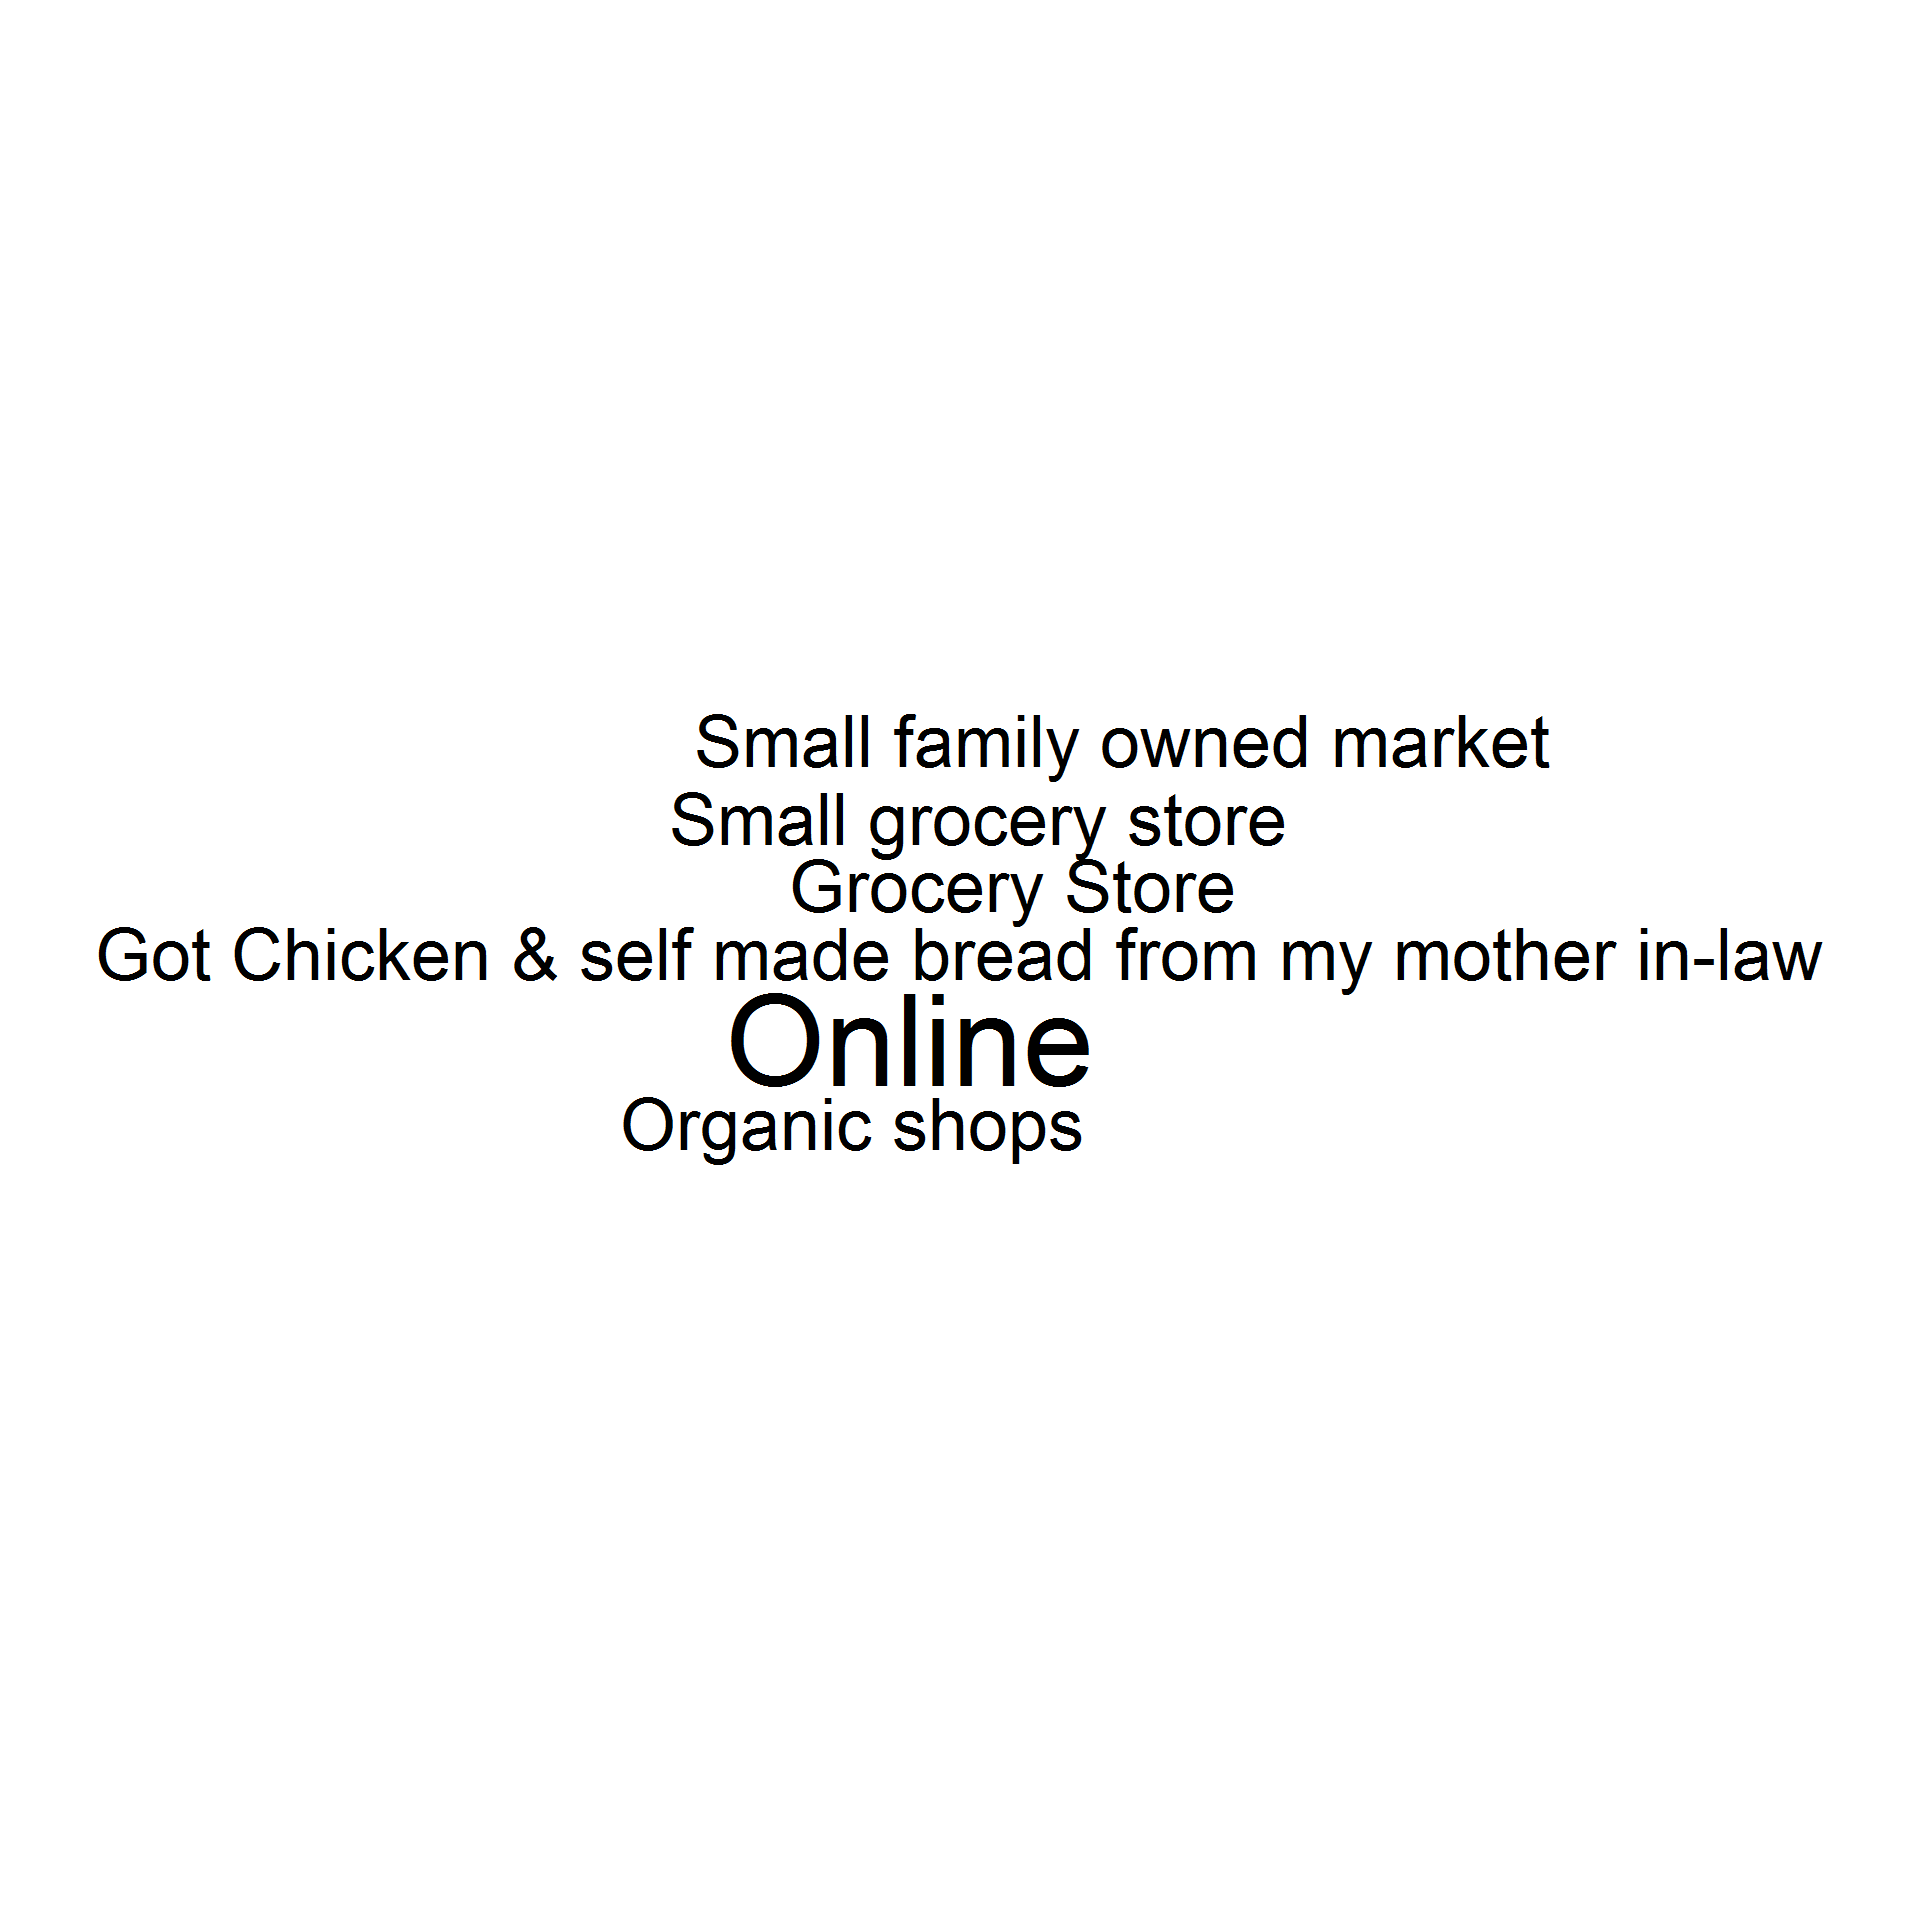 Small family owned market
Small grocery store
Grocery Store
Got Chicken & self made bread from my mother in-law
Online
Organic shops